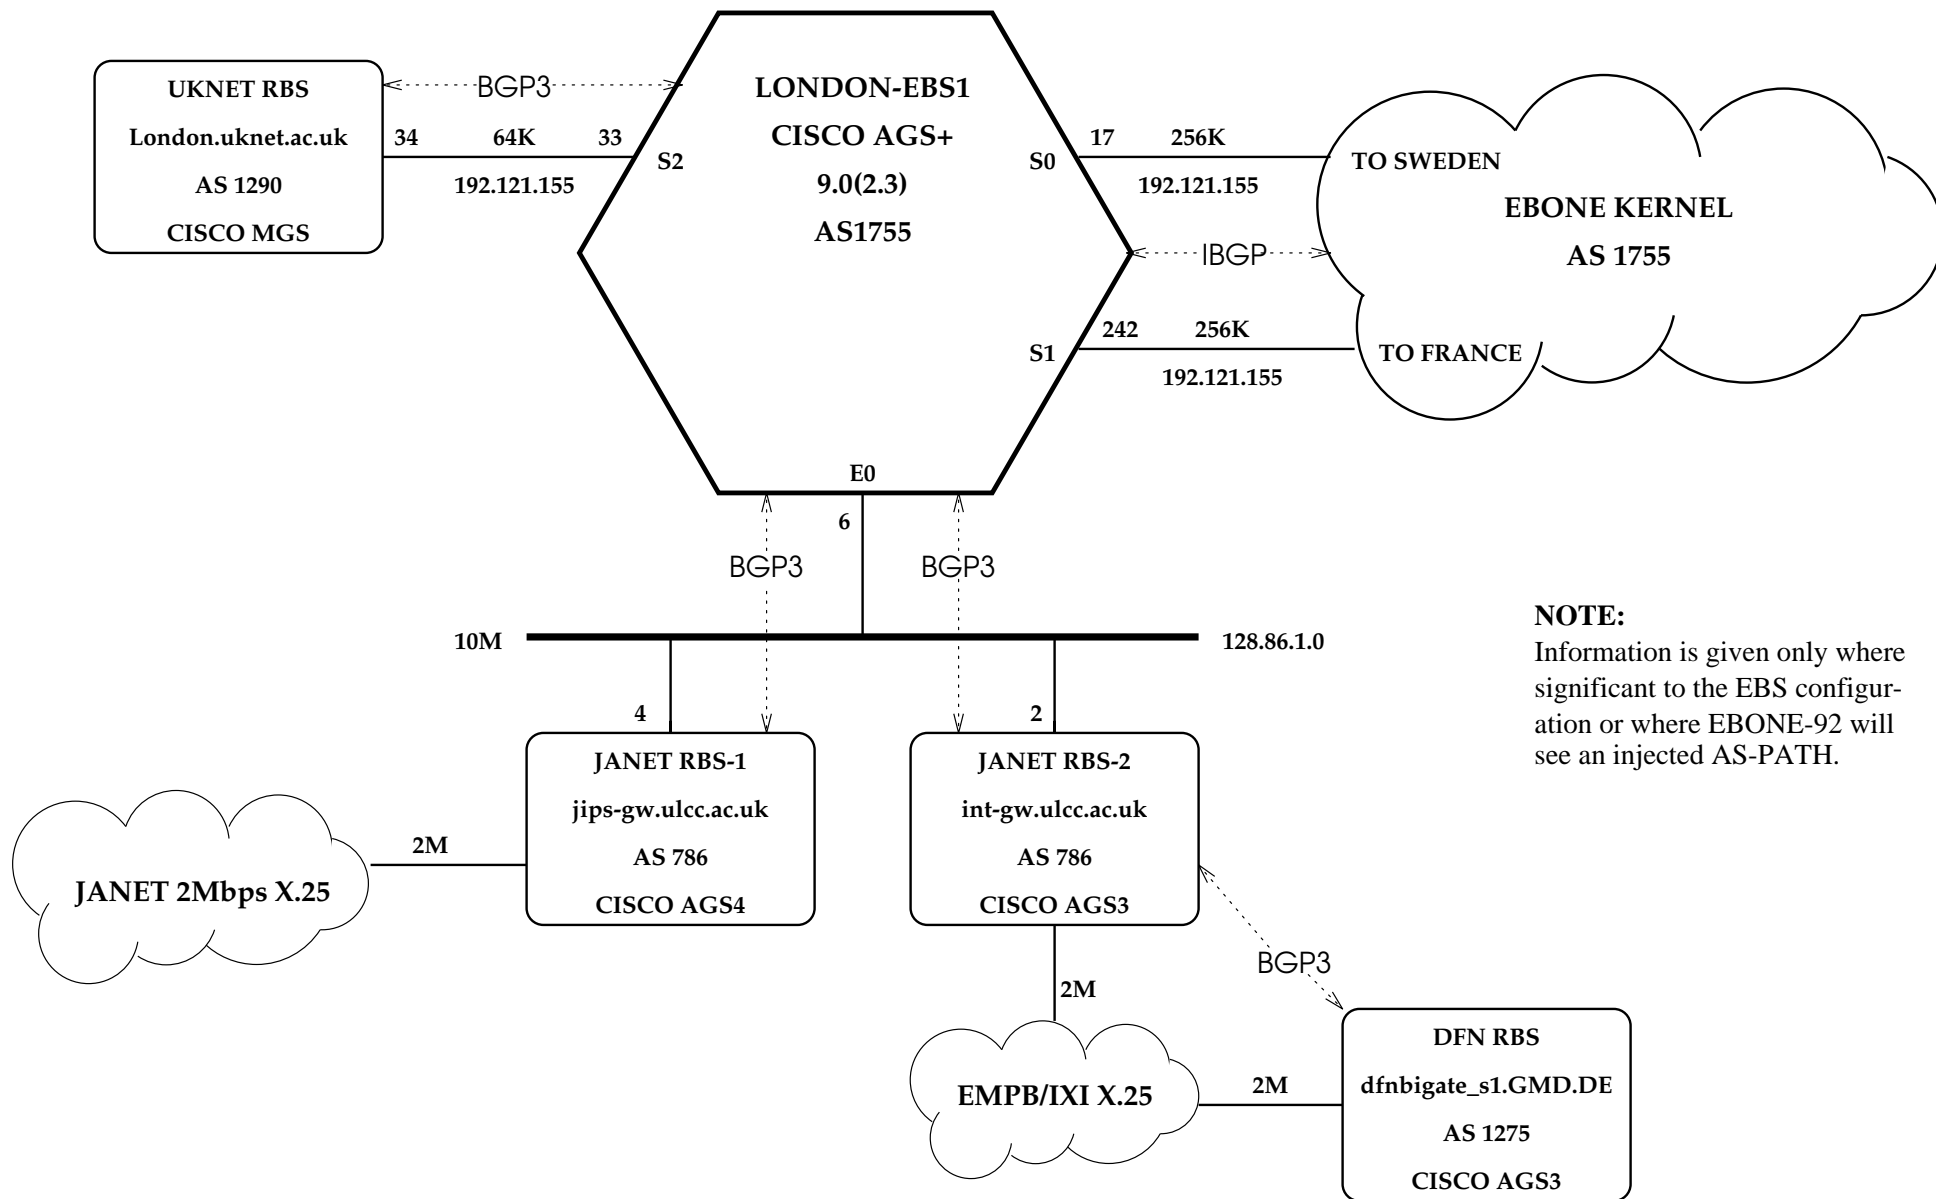 UKNET RBS
London.uknet.ac.uk
AS 1290
CISCO MGS
BGP3
34
64K
33
192.121.155
S2
LONDON-EBS1
CISCO AGS+
9.0(2.3)
AS1755
S0
17
256K
192.121.155
TO SWEDEN
EBONE KERNEL
AS 1755
IBGP
S1
242
256K
192.121.155
TO FRANCE
E0
6
BGP3
BGP3
10M
128.86.1.0
NOTE:
Information is given only where
significant to the EBS configur-
ation or where EBONE-92 will
see an injected AS-PATH.
4
2
JANET RBS-1
jips-gw.ulcc.ac.uk
AS 786
CISCO AGS4
JANET RBS-2
int-gw.ulcc.ac.uk
AS 786
CISCO AGS3
2M
JANET 2Mbps X.25
BGP3
2M
EMPB/IXI X.25
2M
DFN RBS
dfnbigate_s1.GMD.DE
AS 1275
CISCO AGS3